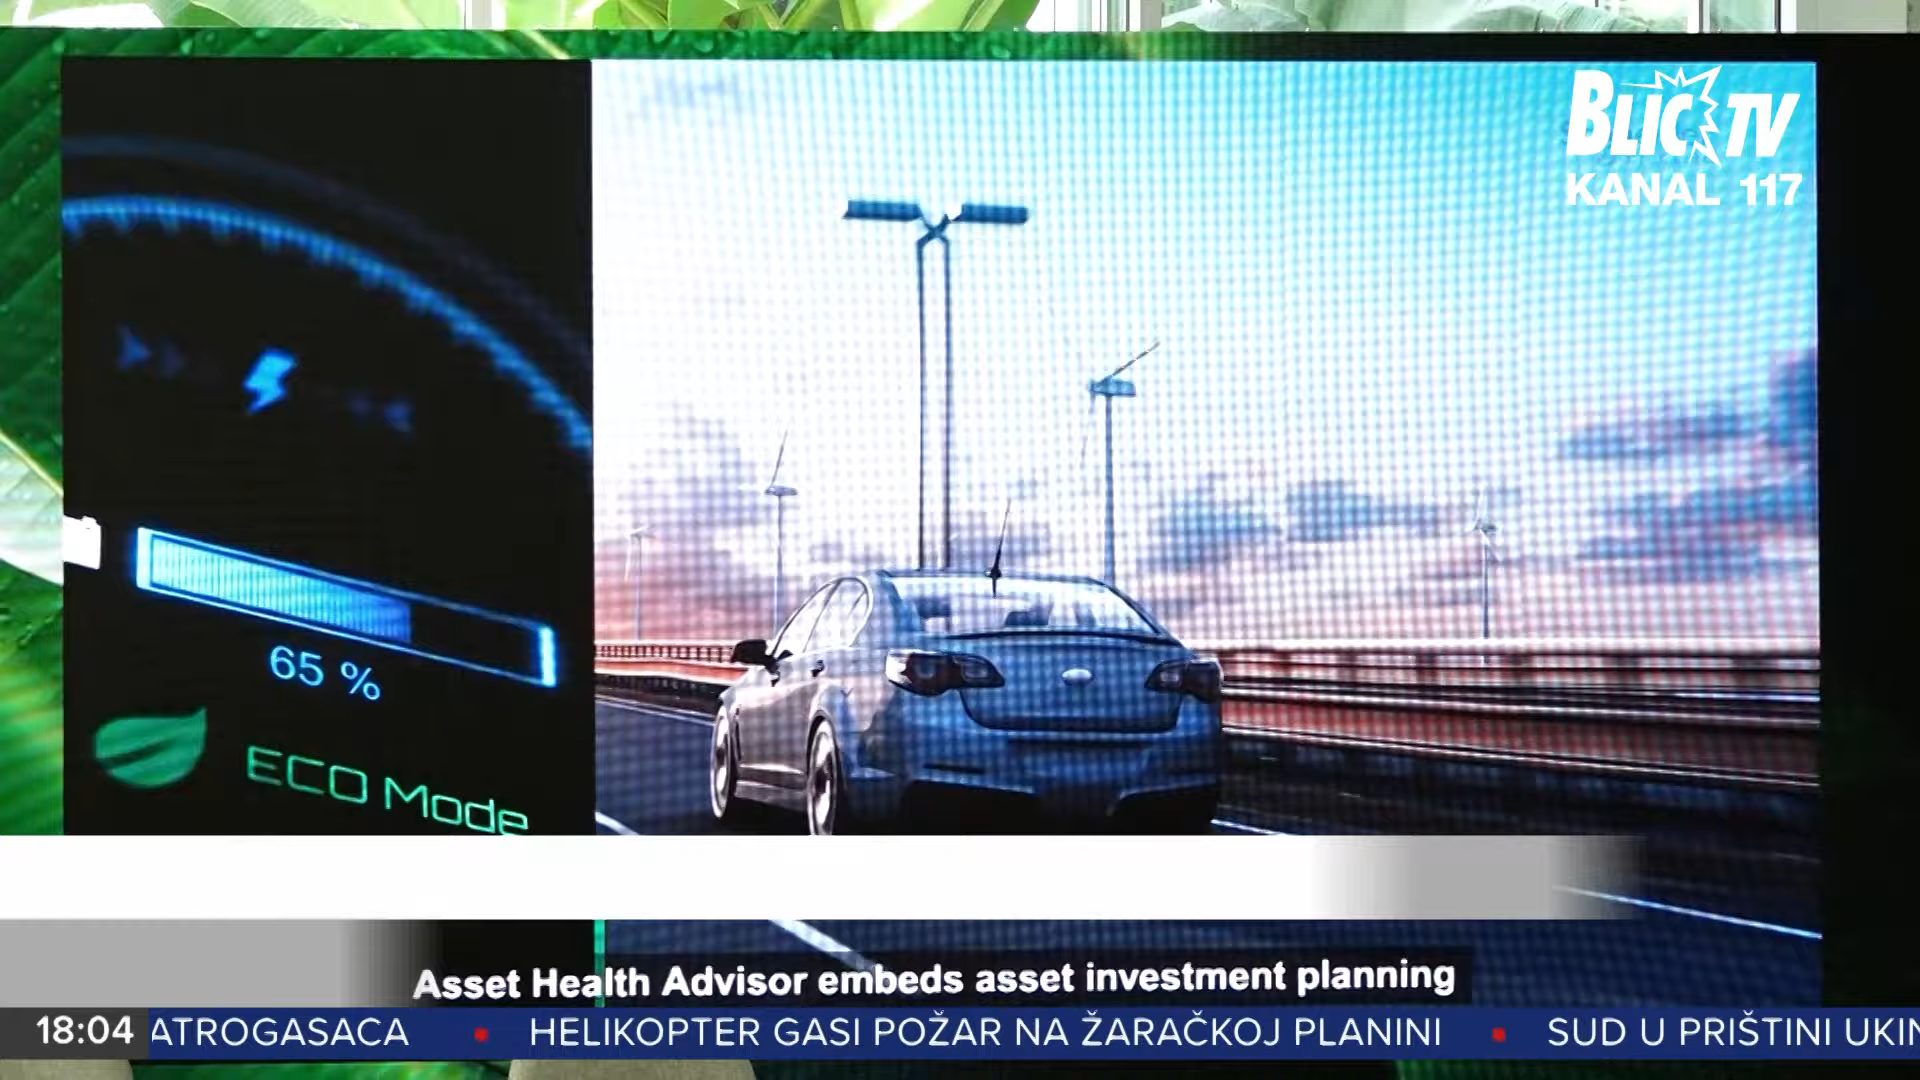 BLIC TV
KANAL 117
65 %
ECO Mode
Asset Health Advisor embeds asset investment planning
18:04 ATROGASACA • HELIKOPTER GASI POŽAR NA ŽARAČKOJ PLANINI • SUD U PRIŠTINI UKIN